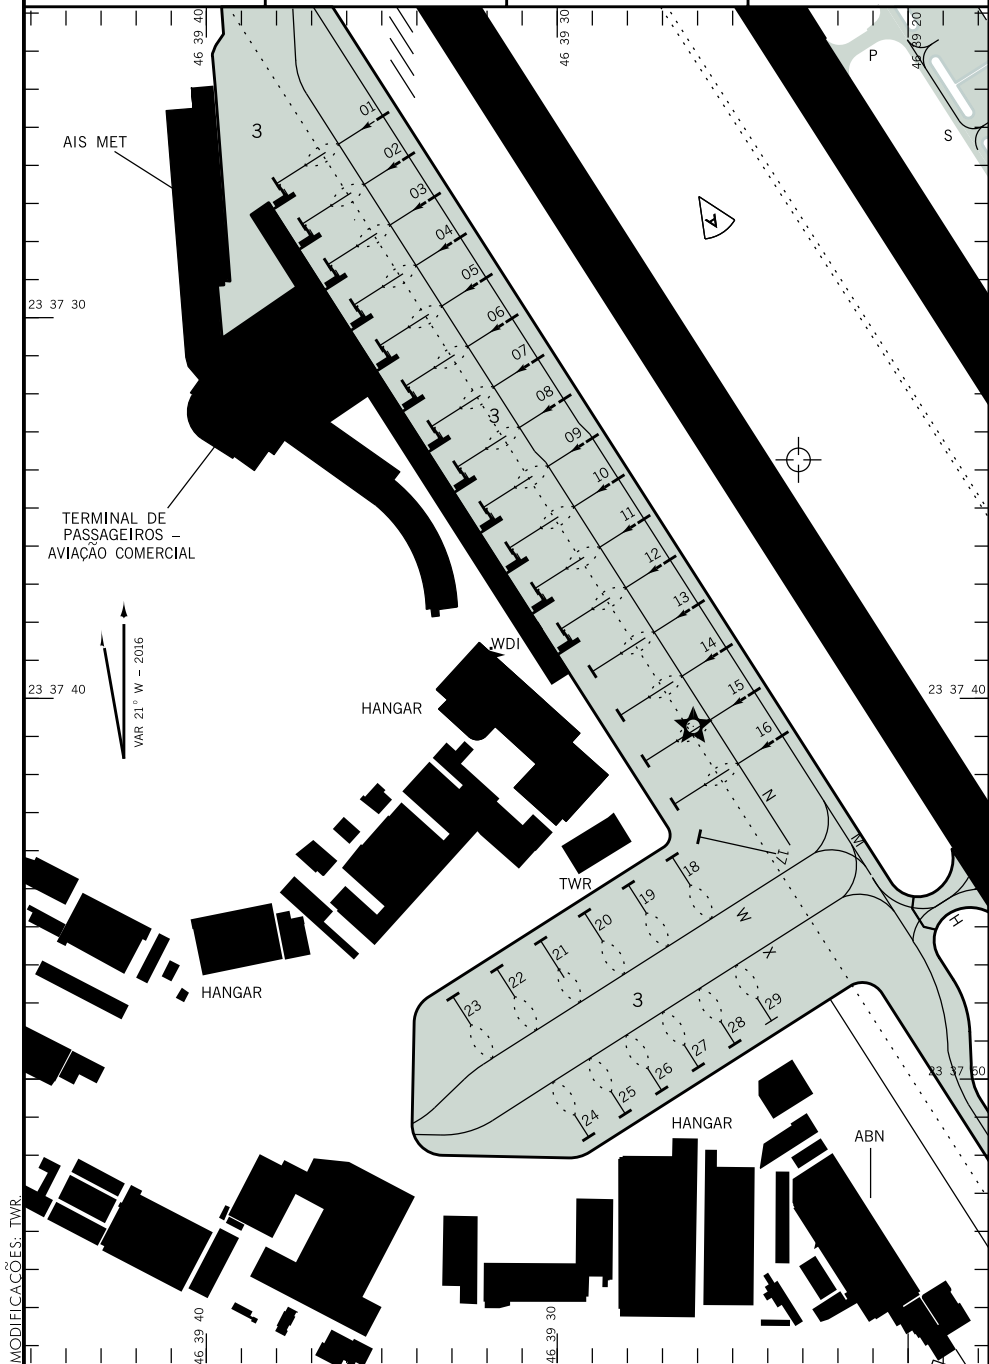 46 39 40
46 39 30
46 39 20
P
S
3
AIS MET
01
02
03
04
05
06
07
08
09
10
11
12
13
14
15
16
A
23 37 30
3
TERMINAL DE
PASSAGEIROS –
AVIAÇÃO COMERCIAL
VAR 21° W – 2016
WDI
HANGAR
23 37 40
23 37 40
N
M
17
18
19
20
21
22
23
TWR
W
X
H
HANGAR
3
29
28
27
26
25
24
23 37 50
HANGAR
ABN
MODIFICAÇÕES: TWR.
46 39 40
46 39 30